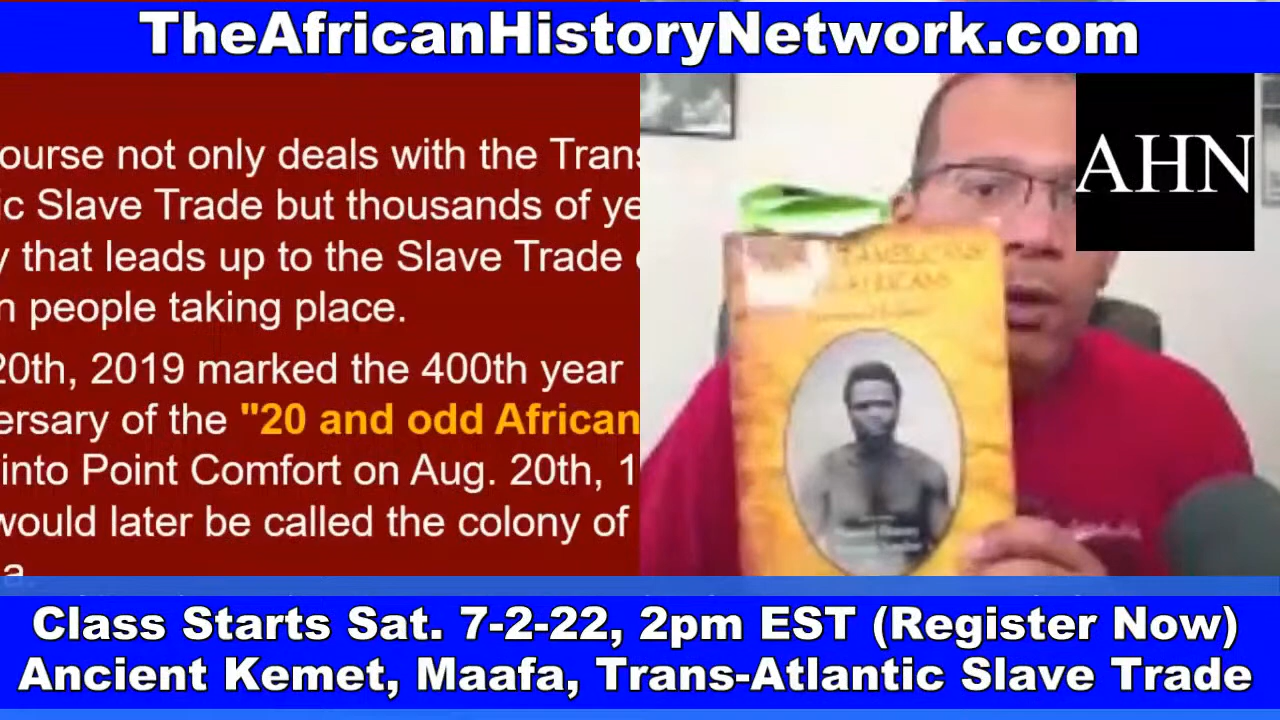 TheAfricanHistoryNetwork.com
ourse not only deals with the Trans
ic Slave Trade but thousands of ye
y that leads up to the Slave Trade
n people taking place.
20th, 2019 marked the 400th year
ersary of the "20 and odd African
into Point Comfort on Aug. 20th, 1
would later be called the colony of
a.
AHN
Class Starts Sat. 7-2-22, 2pm EST (Register Now)
Ancient Kemet, Maafa, Trans-Atlantic Slave Trade